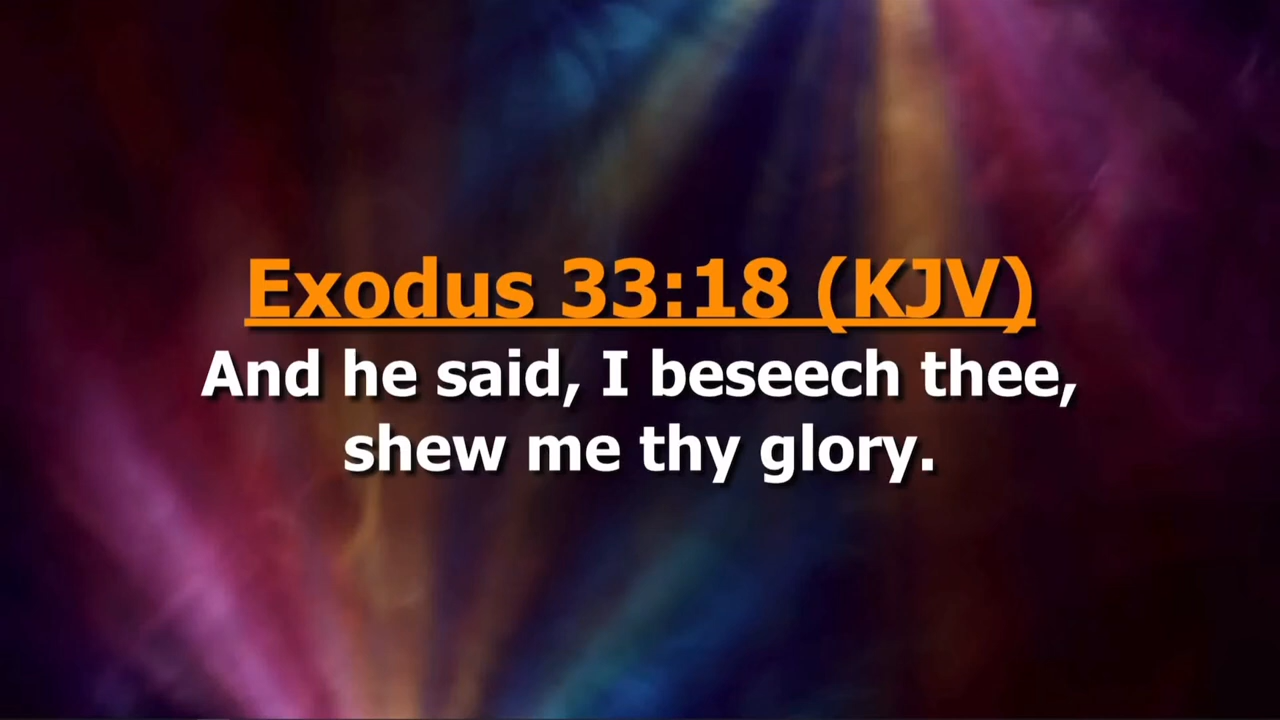 Exodus 33:18 (KJV)
And he said, I beseech thee,
shew me thy glory.